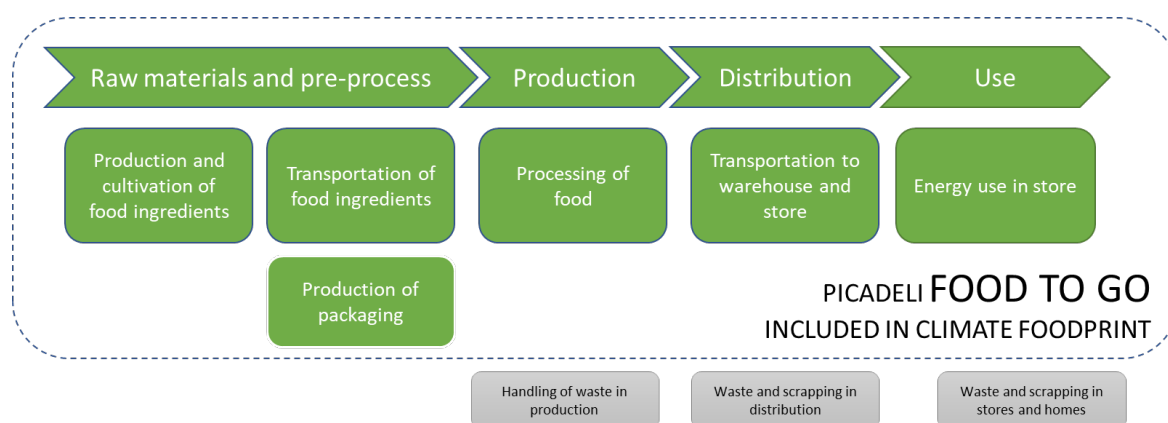 Raw materials and pre-process
Production
Distribution
Use
Production and
cultivation of
food ingredients
Transportation of
food ingredients
Processing of
food
Transportation to
warehouse and
store
Energy use in store
Production of
packaging
PICADELI FOOD TO GO
INCLUDED IN CLIMATE FOODPRINT
Handling of waste in
production
Waste and scrapping in
distribution
Waste and scrapping in
stores and homes